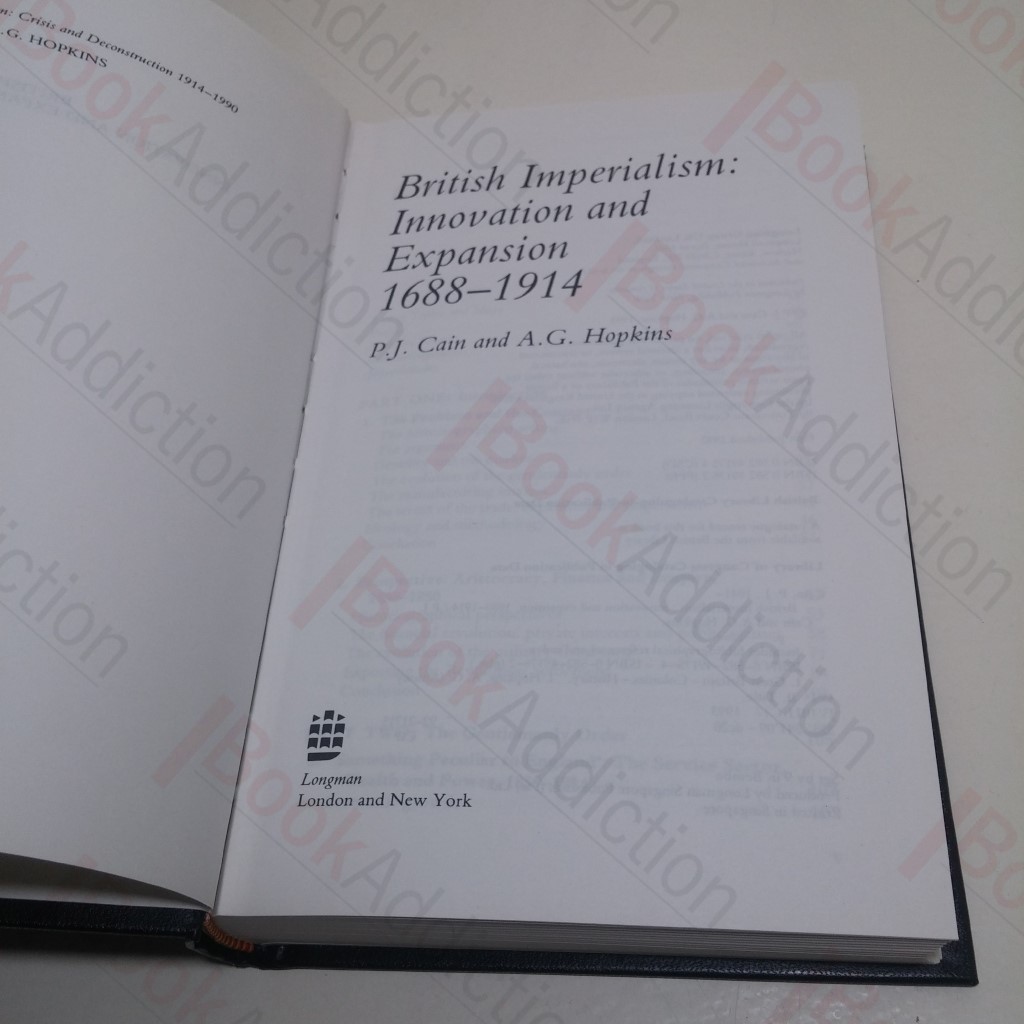 n: Crisis and Deconstruction 1914–1990
.G. HOPKINS
British Imperialism:
Innovation and
Expansion
1688–1914
P.J. Cain and A.G. Hopkins
Longman
London and New York
BookAddiction